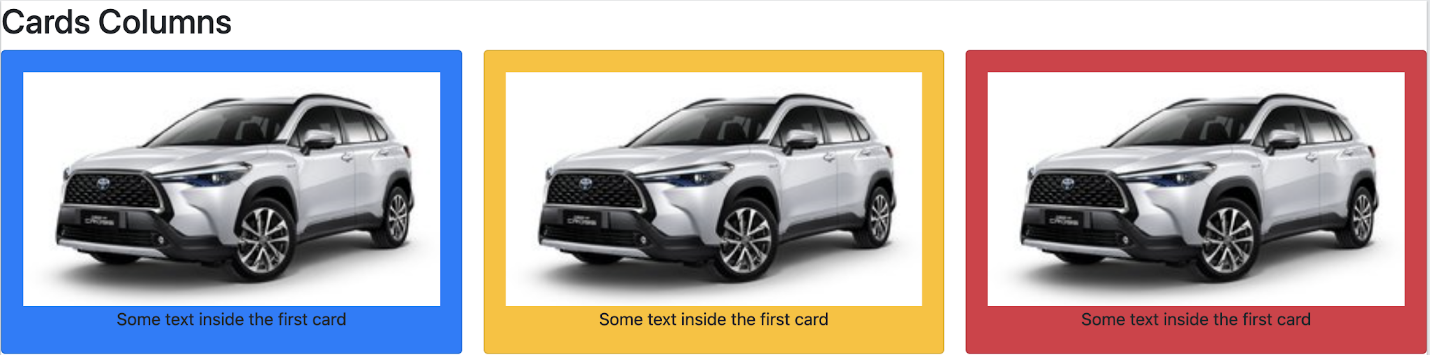 Cards Columns
Some text inside the first card
Some text inside the first card
Some text inside the first card